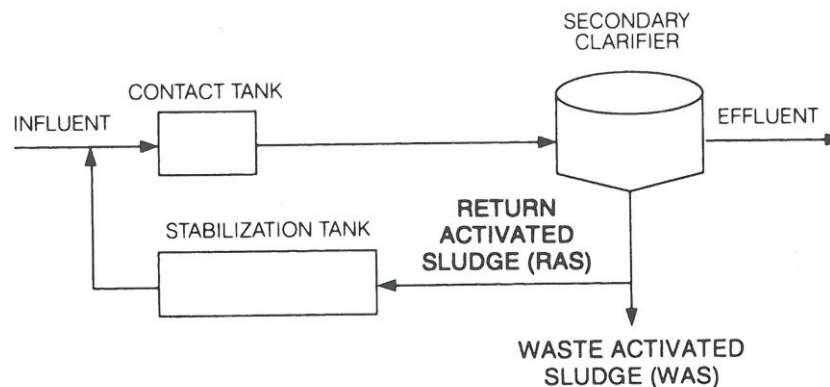 SECONDARY
CLARIFIER
CONTACT TANK
INFLUENT
EFFLUENT
STABILIZATION TANK
RETURN
ACTIVATED
SLUDGE (RAS)
WASTE ACTIVATED
SLUDGE (WAS)